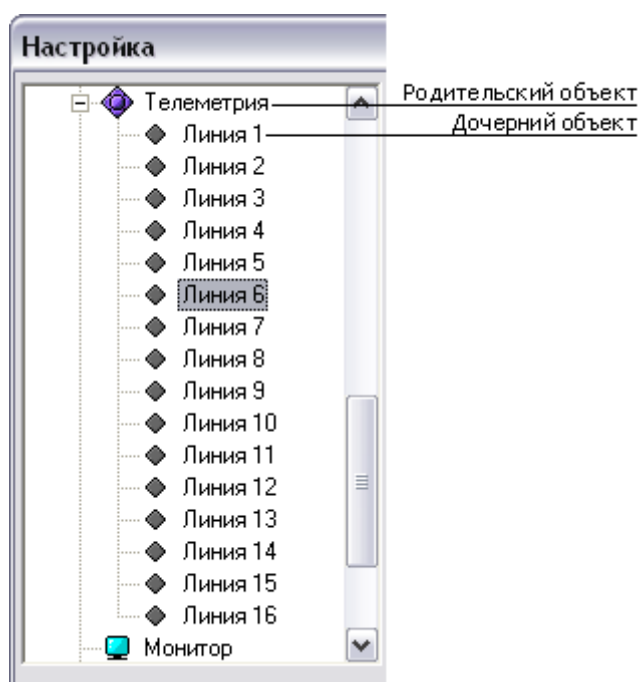 Настройка
Телеметрия
Родительский объект
Линия 1
Дочерний объект
Линия 2
Линия 3
Линия 4
Линия 5
Линия 6
Линия 7
Линия 8
Линия 9
Линия 10
Линия 11
Линия 12
Линия 13
Линия 14
Линия 15
Линия 16
Монитор